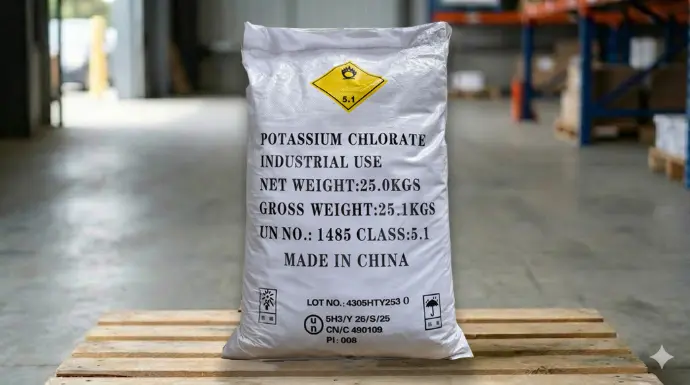 5.1
POTASSIUM CHLORATE
INDUSTRIAL USE
NET WEIGHT:25.0KGS
GROSS WEIGHT:25.1KGS
UN NO.: 1485 CLASS:5.1
MADE IN CHINA
LOT NO.: 4305HTY253 0
un
5H3/Y 26/S/25
CN/C 490109
PI: 008